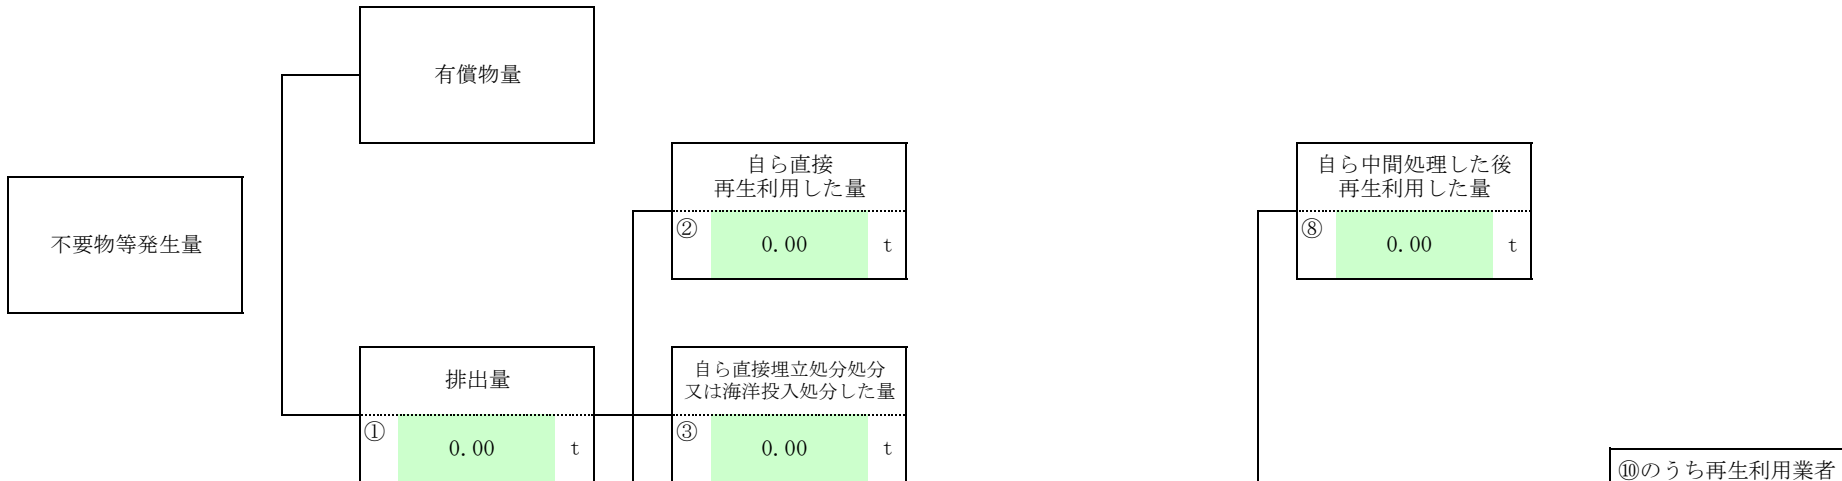 有償物量
自ら直接
再生利用した量
② 0.00 t
自ら中間処理した後
再生利用した量
⑧ 0.00 t
不要物等発生量
排出量
① 0.00 t
自ら直接埋立処分処分
又は海洋投入処分した量
③ 0.00 t
⑩のうち再生利用業者